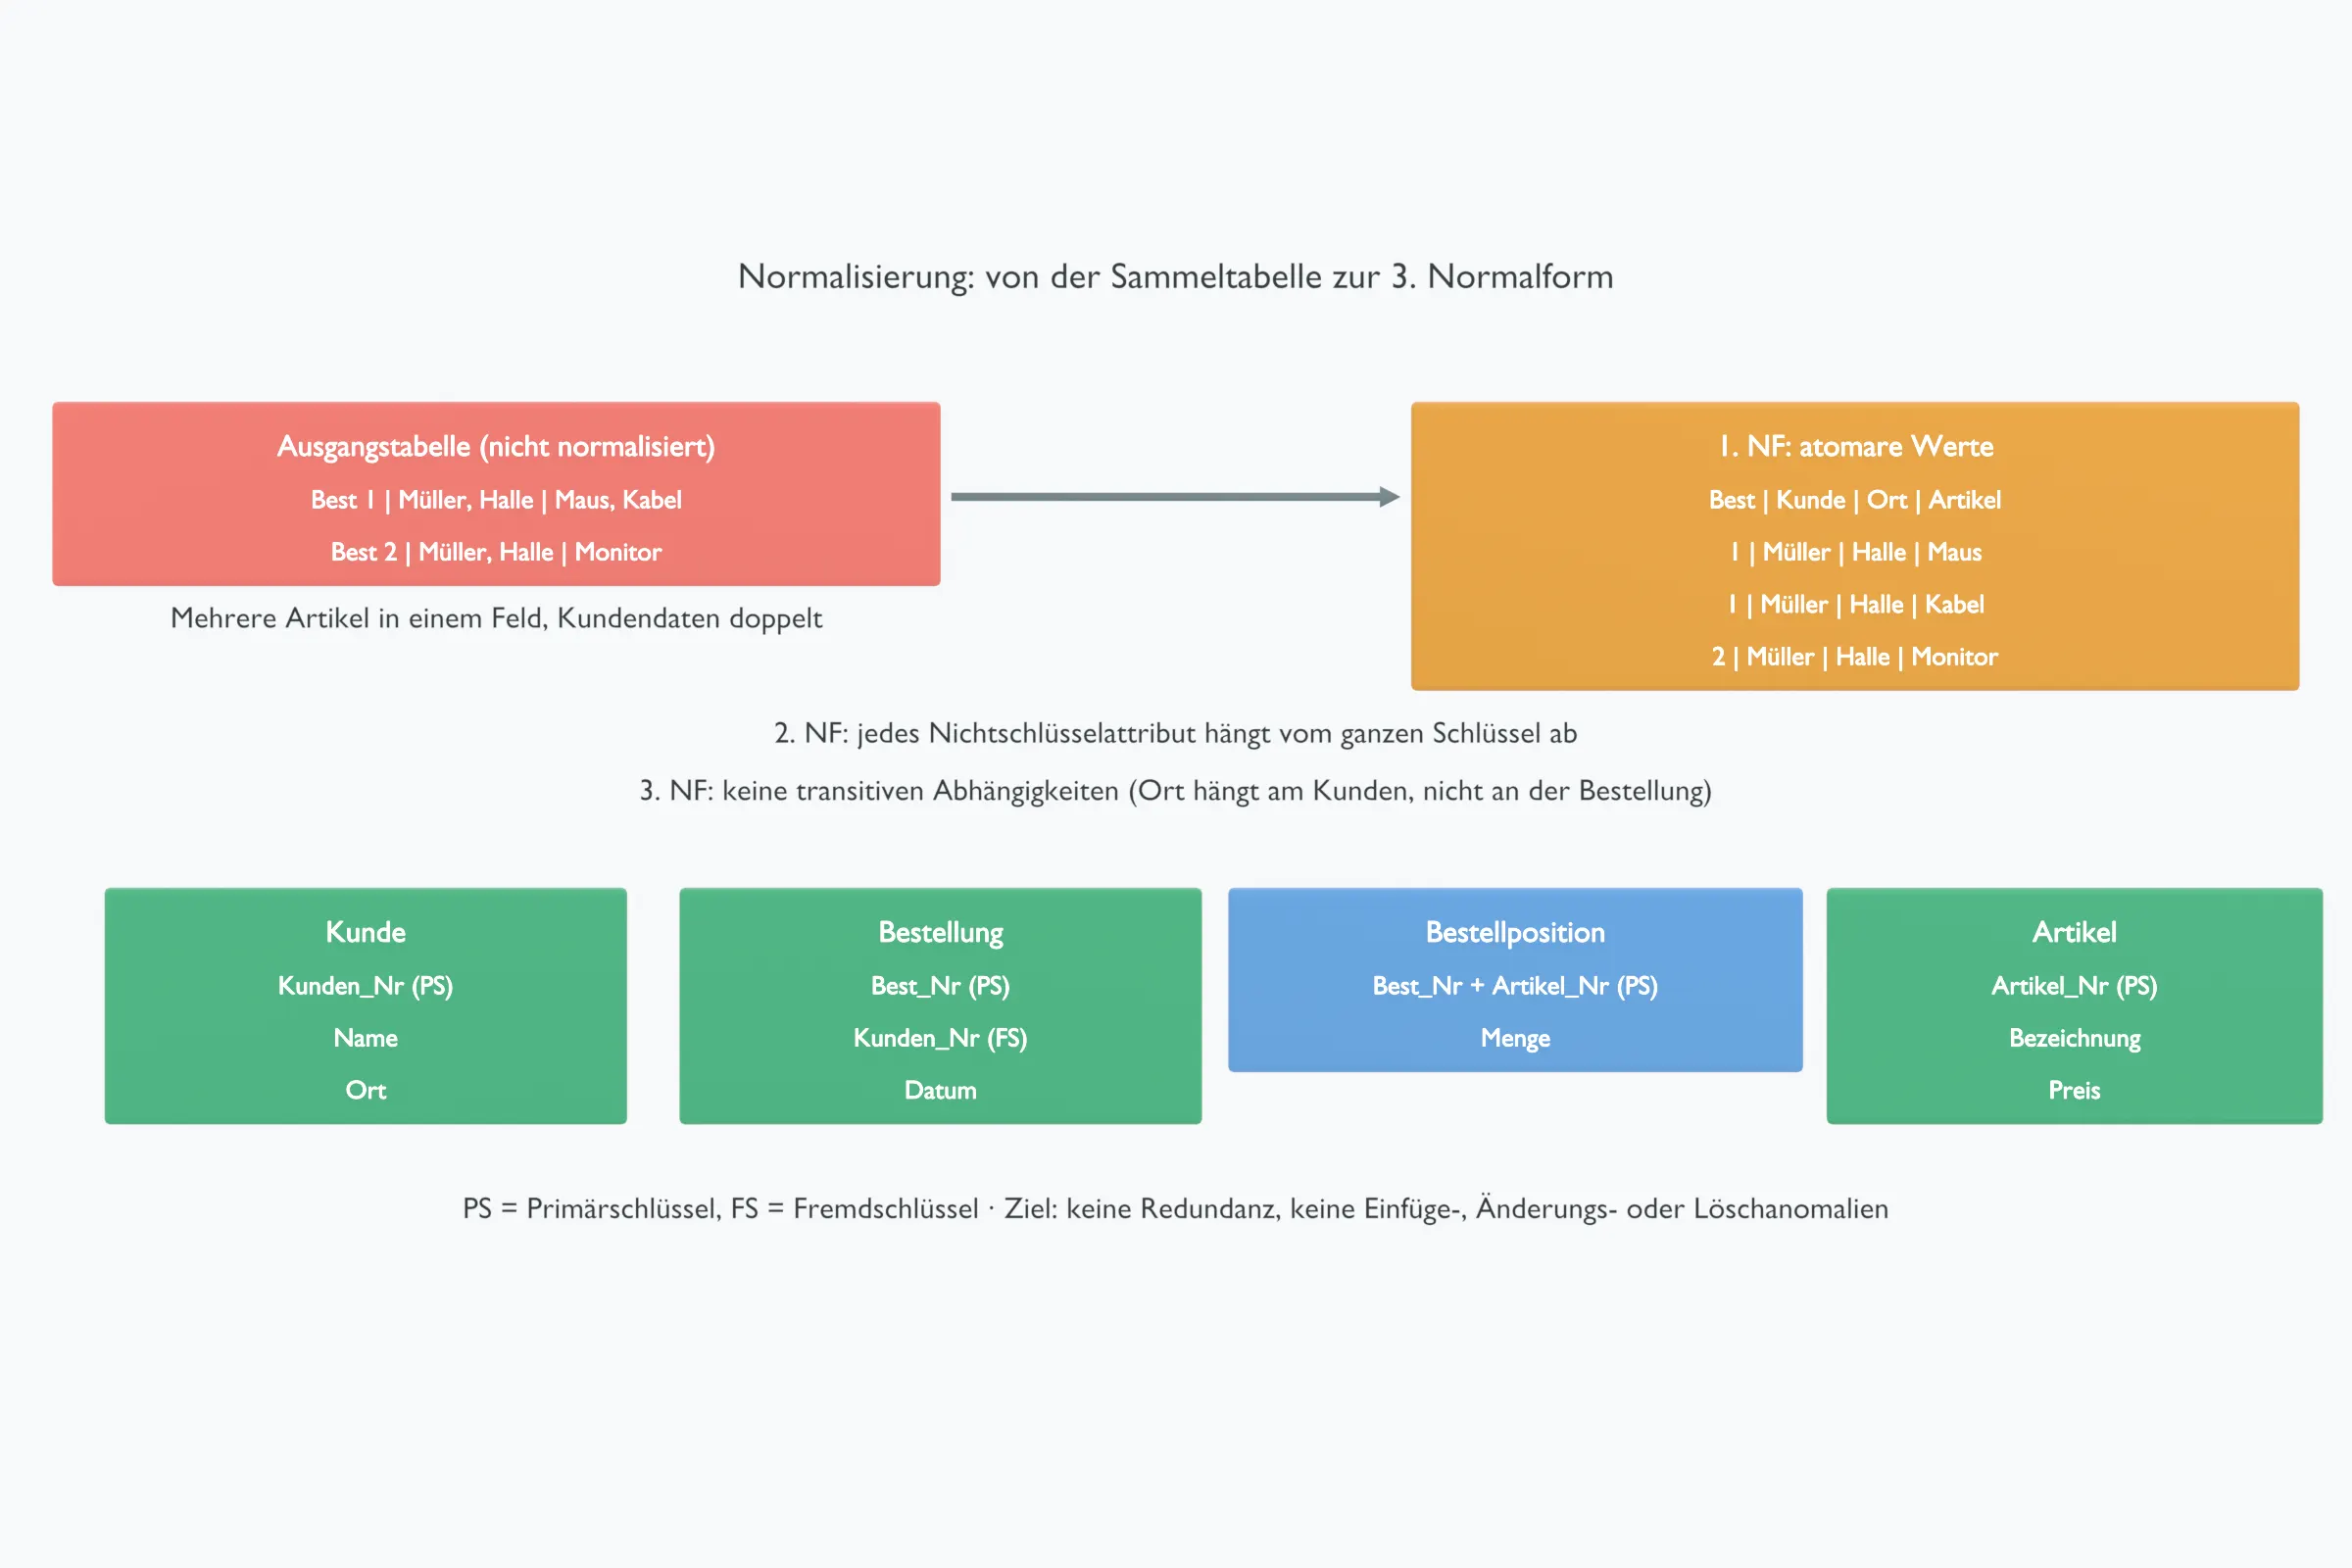 Normalisierung: von der Sammeltabelle zur 3. Normalform
Ausgangstabelle (nicht normalisiert)
Best 1 | Müller, Halle | Maus, Kabel
Best 2 | Müller, Halle | Monitor
Mehrere Artikel in einem Feld, Kundendaten doppelt
1. NF: atomare Werte
Best | Kunde | Ort | Artikel
1 | Müller | Halle | Maus
1 | Müller | Halle | Kabel
2 | Müller | Halle | Monitor
2. NF: jedes Nichtschlüsselattribut hängt vom ganzen Schlüssel ab
3. NF: keine transitiven Abhängigkeiten (Ort hängt am Kunden, nicht an der Bestellung)
Kunde
Kunden_Nr (PS)
Name
Ort
Bestellung
Best_Nr (PS)
Kunden_Nr (FS)
Datum
Bestellposition
Best_Nr + Artikel_Nr (PS)
Menge
Artikel
Artikel_Nr (PS)
Bezeichnung
Preis
PS = Primärschlüssel, FS = Fremdschlüssel · Ziel: keine Redundanz, keine Einfüge-, Änderungs- oder Löschanomalien